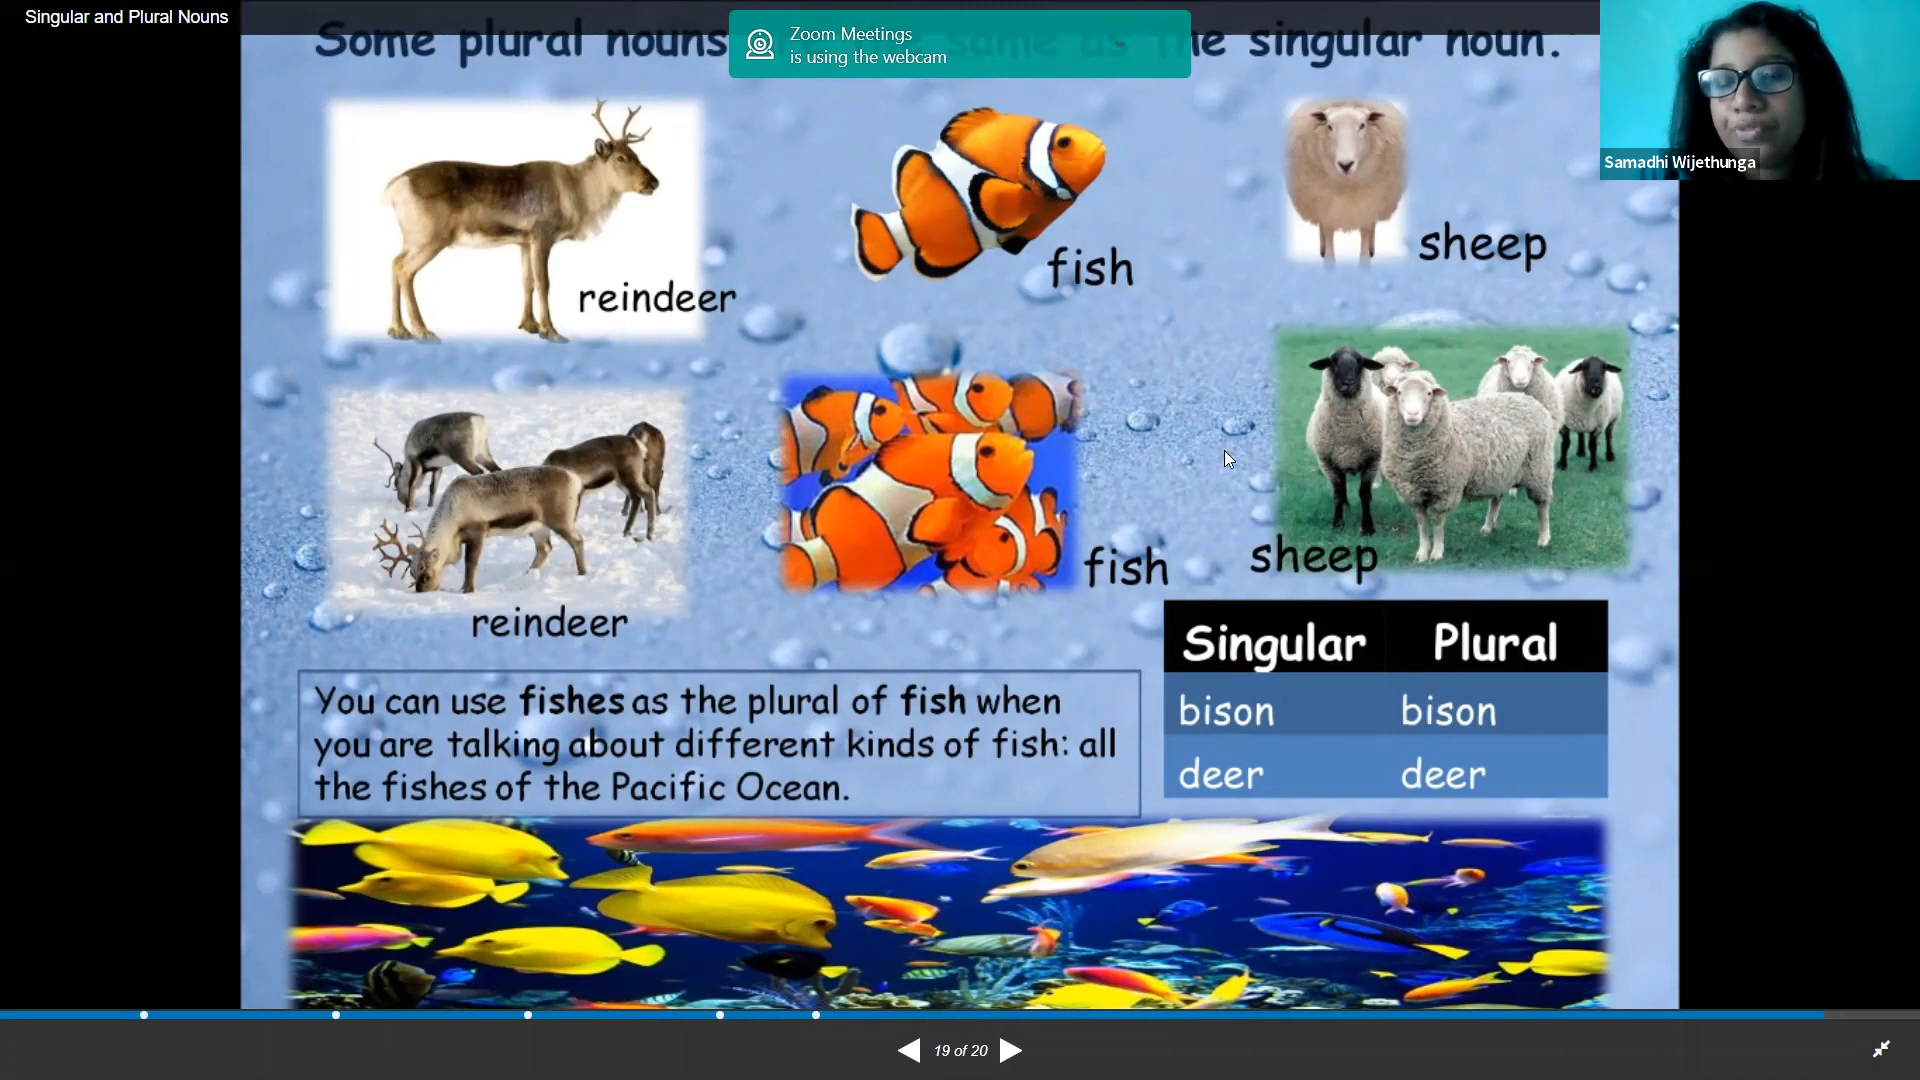 Singular and Plural Nouns
Zoom Meetings
is using the webcam
Some plural nouns same as the singular noun.
Samadhi Wijethunga
reindeer
fish
sheep
reindeer
fish
sheep
Singular Plural
bison bison
deer deer
You can use fishes as the plural of fish when
you are talking about different kinds of fish: all
the fishes of the Pacific Ocean.
19 of 20